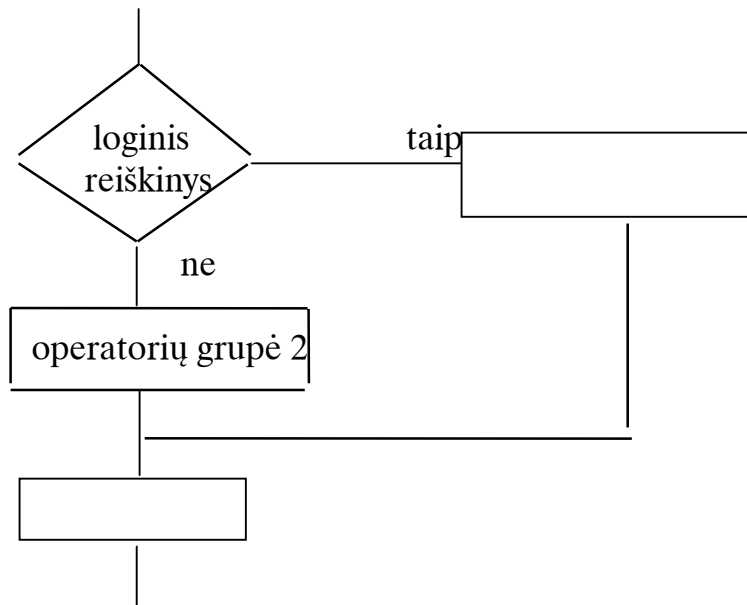 loginis
reiškinys
taip
ne
operatorių grupė 2